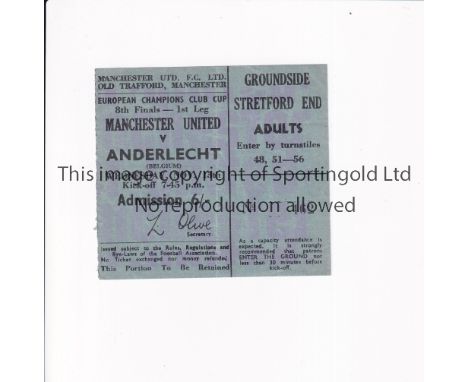 MANCHESTER UTD. F.C. LTD.
OLD TRAFFORD, MANCHESTER
EUROPEAN CHAMPIONS CLUB CUP
8th Finals — 1st Leg
MANCHESTER UNITED
V
ANDERLECHT
(BELGIUM)
Kick-off 7-45 p.m.
Admission 6/-
L Olive
Secretary
Issued subject to the Rules, Regulations and
Bye-Laws of the Football Association.
No Ticket exchanged nor money refunded
This Portion To Be Retained
GROUNDSIDE
STRETFORD END
ADULTS
Enter by turnstiles
48, 51—56
As a capacity attendance is
expected, it is strongly
recommended that patrons
ENTER THE GROUND not
less than 30 minutes before
kick-off.
This image is the copyright of Sportingold Ltd
No reproduction allowed